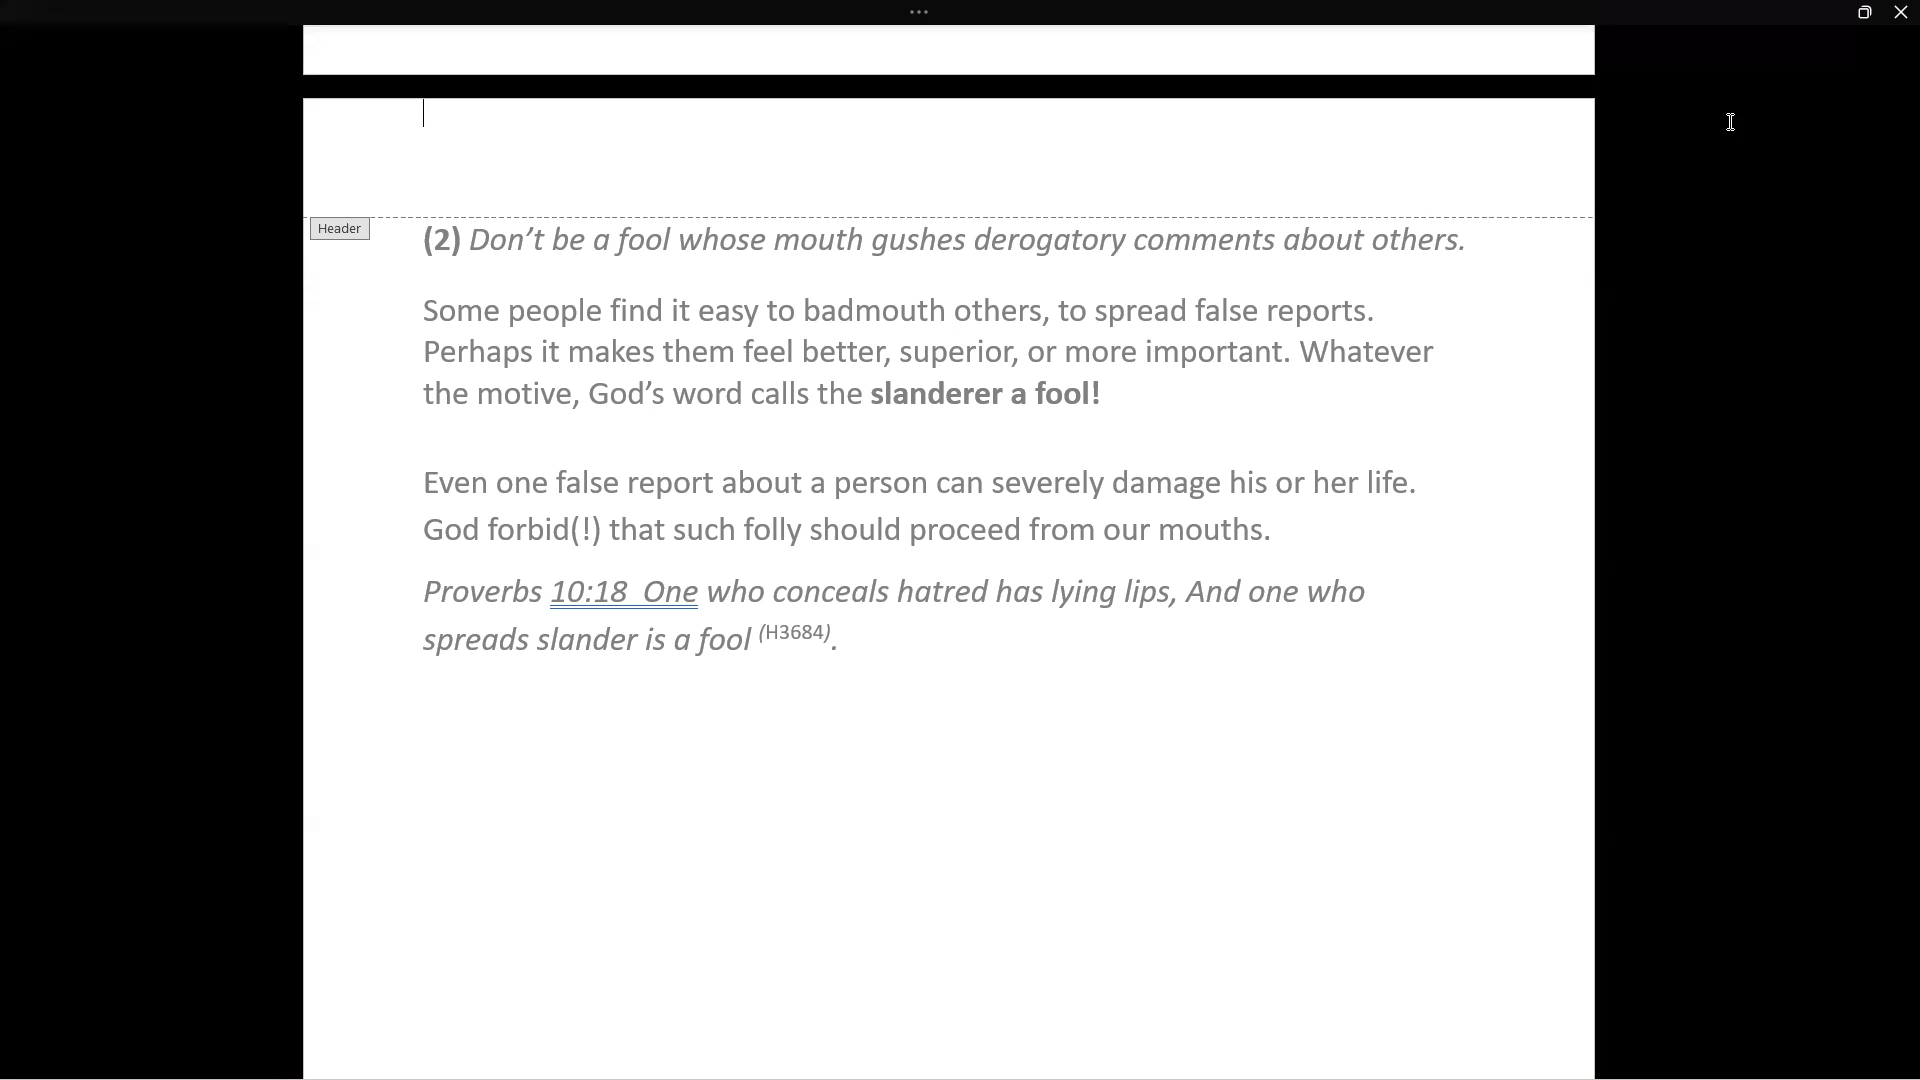 Header
(2) Don’t be a fool whose mouth gushes derogatory comments about others.
Some people find it easy to badmouth others, to spread false reports.
Perhaps it makes them feel better, superior, or more important. Whatever
the motive, God’s word calls the slanderer a fool!
Even one false report about a person can severely damage his or her life.
God forbid(!) that such folly should proceed from our mouths.
Proverbs 10:18  One who conceals hatred has lying lips, And one who
spreads slander is a fool (H3684).